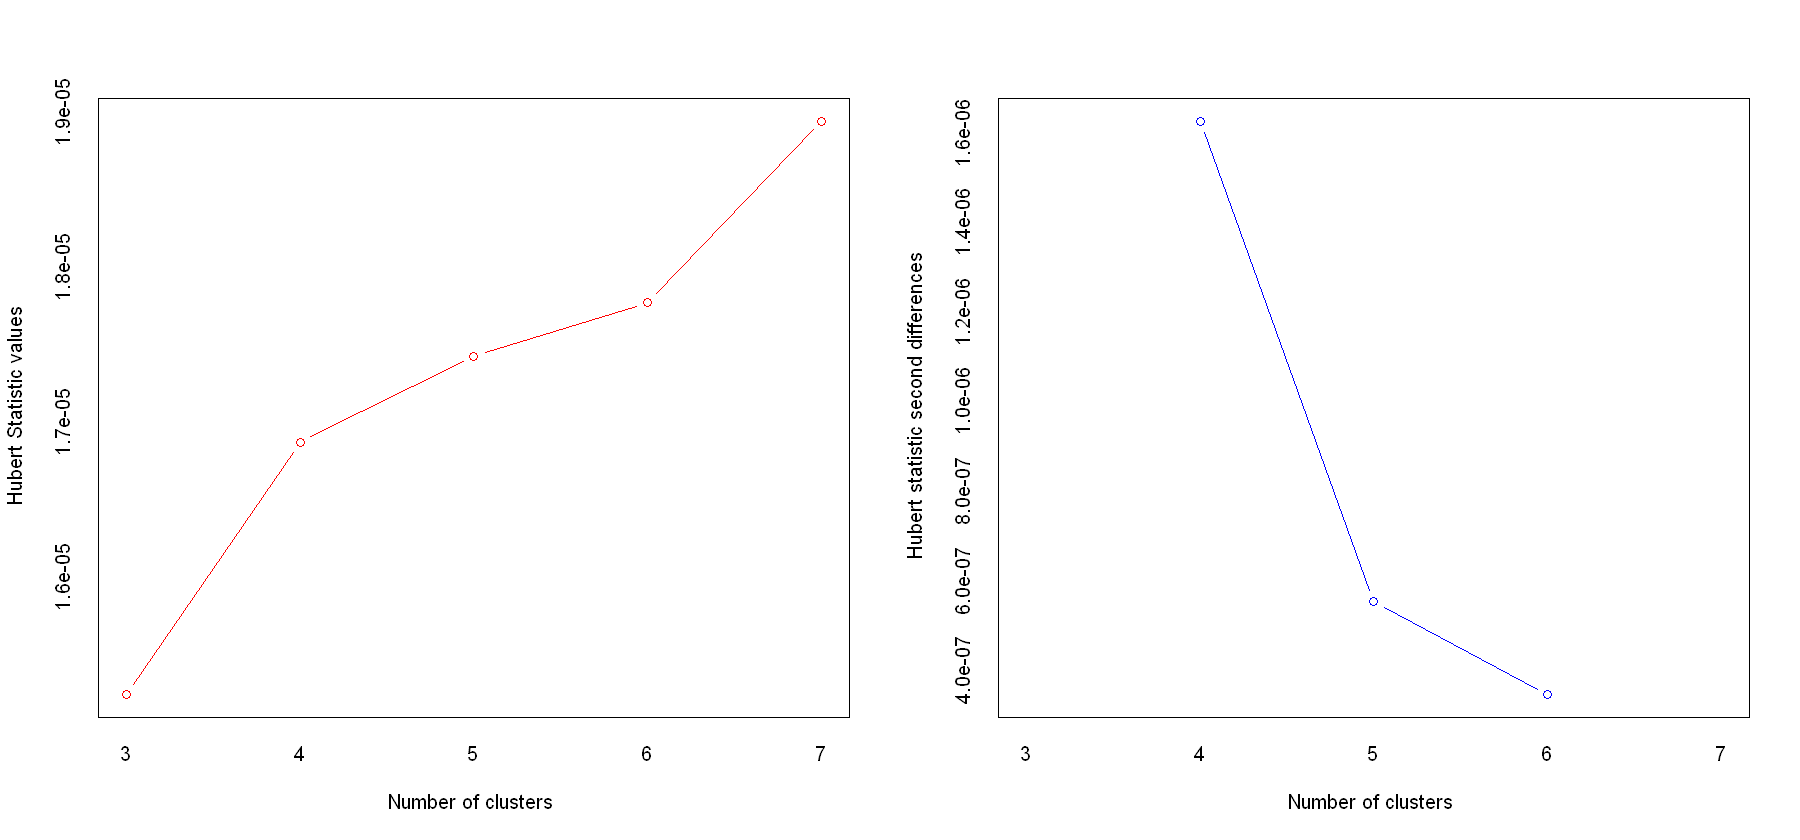 Hubert Statistic values
1.9e-05
1.8e-05
1.7e-05
1.6e-05
3 4 5 6 7
Number of clusters
Hubert statistic second differences
1.6e-06
1.4e-06
1.2e-06
1.0e-06
8.0e-07
6.0e-07
4.0e-07
3 4 5 6 7
Number of clusters